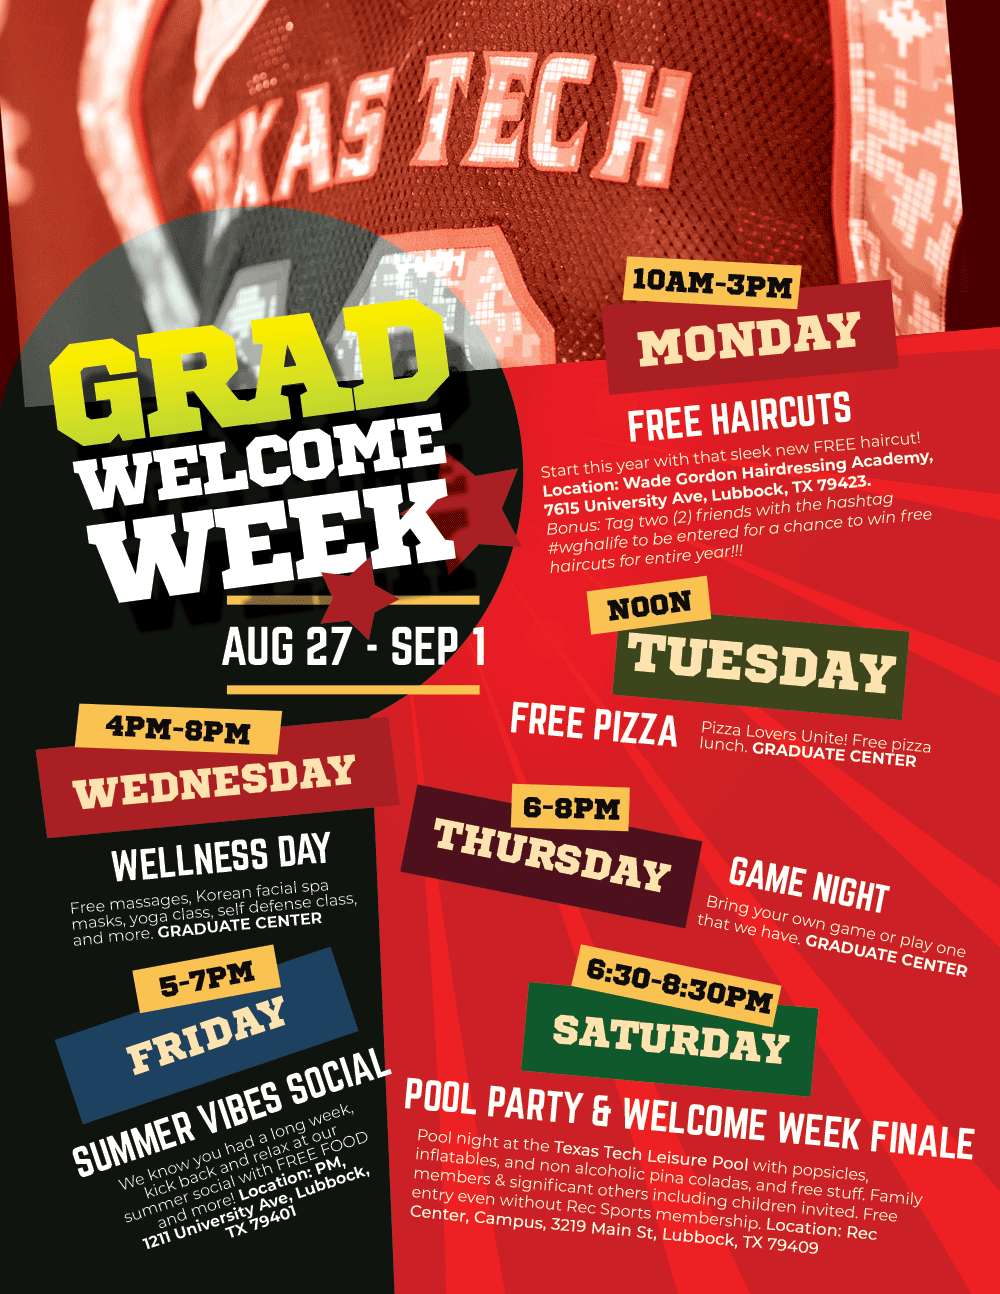 TEXAS TECH
GRAD
WELCOME
WEEK
AUG 27 - SEP 1
10AM-3PM
MONDAY
FREE HAIRCUTS
Start this year with that sleek new FREE haircut!
Location: Wade Gordon Hairdressing Academy,
7615 University Ave, Lubbock, TX 79423.
Bonus: Tag two (2) friends with the hashtag
#wghalife to be entered for a chance to win free
haircuts for entire year!!!
NOON
TUESDAY
FREE PIZZA
Pizza Lovers Unite! Free pizza
lunch. GRADUATE CENTER
4PM-8PM
WEDNESDAY
WELLNESS DAY
Free massages, Korean facial spa
masks, yoga class, self defense class,
and more. GRADUATE CENTER
6-8PM
THURSDAY
GAME NIGHT
Bring your own game or play one
that we have. GRADUATE CENTER
5-7PM
FRIDAY
SUMMER VIBES SOCIAL
We know you had a long week,
kick back and relax at our
summer social with FREE FOOD
and more! Location: PM,
1211 University Ave, Lubbock,
TX 79401
6:30-8:30PM
SATURDAY
POOL PARTY & WELCOME WEEK FINALE
Pool night at the Texas Tech Leisure Pool with popsicles,
inflatables, and non alcoholic pina coladas, and free stuff. Family
members & significant others including children invited. Free
entry even without Rec Sports membership. Location: Rec
Center, Campus, 3219 Main St, Lubbock, TX 79409